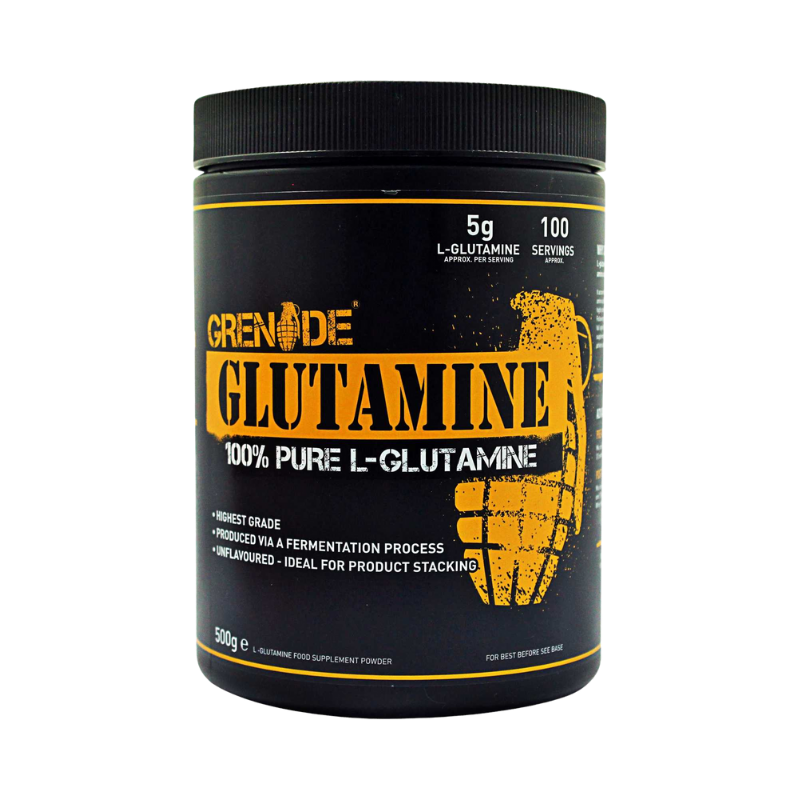 5g 100
L-GLUTAMINE SERVINGS
APPROX. PER SERVING APPROX.
GRENADE®
GLUTAMINE
100% PURE L-GLUTAMINE
• HIGHEST GRADE
• PRODUCED VIA A FERMENTATION PROCESS
• UNFLAVOURED - IDEAL FOR PRODUCT STACKING
500g e L-GLUTAMINE FOOD SUPPLEMENT POWDER FOR BEST BEFORE SEE BASE